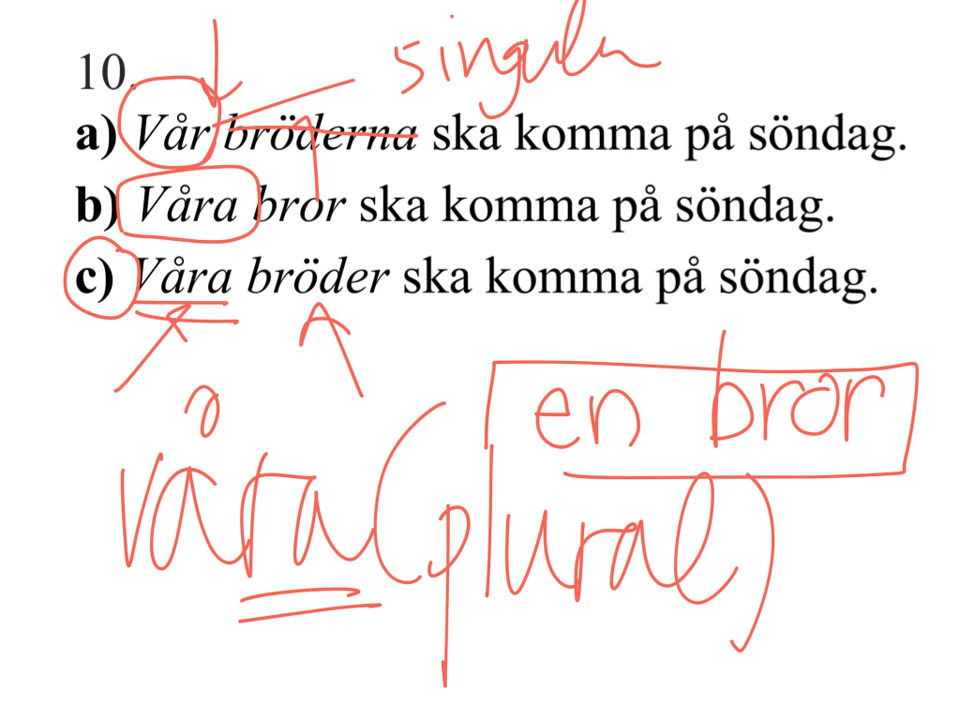 singular
10.
a) Vår bröderna ska komma på söndag.
b) Våra bror ska komma på söndag.
c) Våra bröder ska komma på söndag.
en bror
våra (plural)